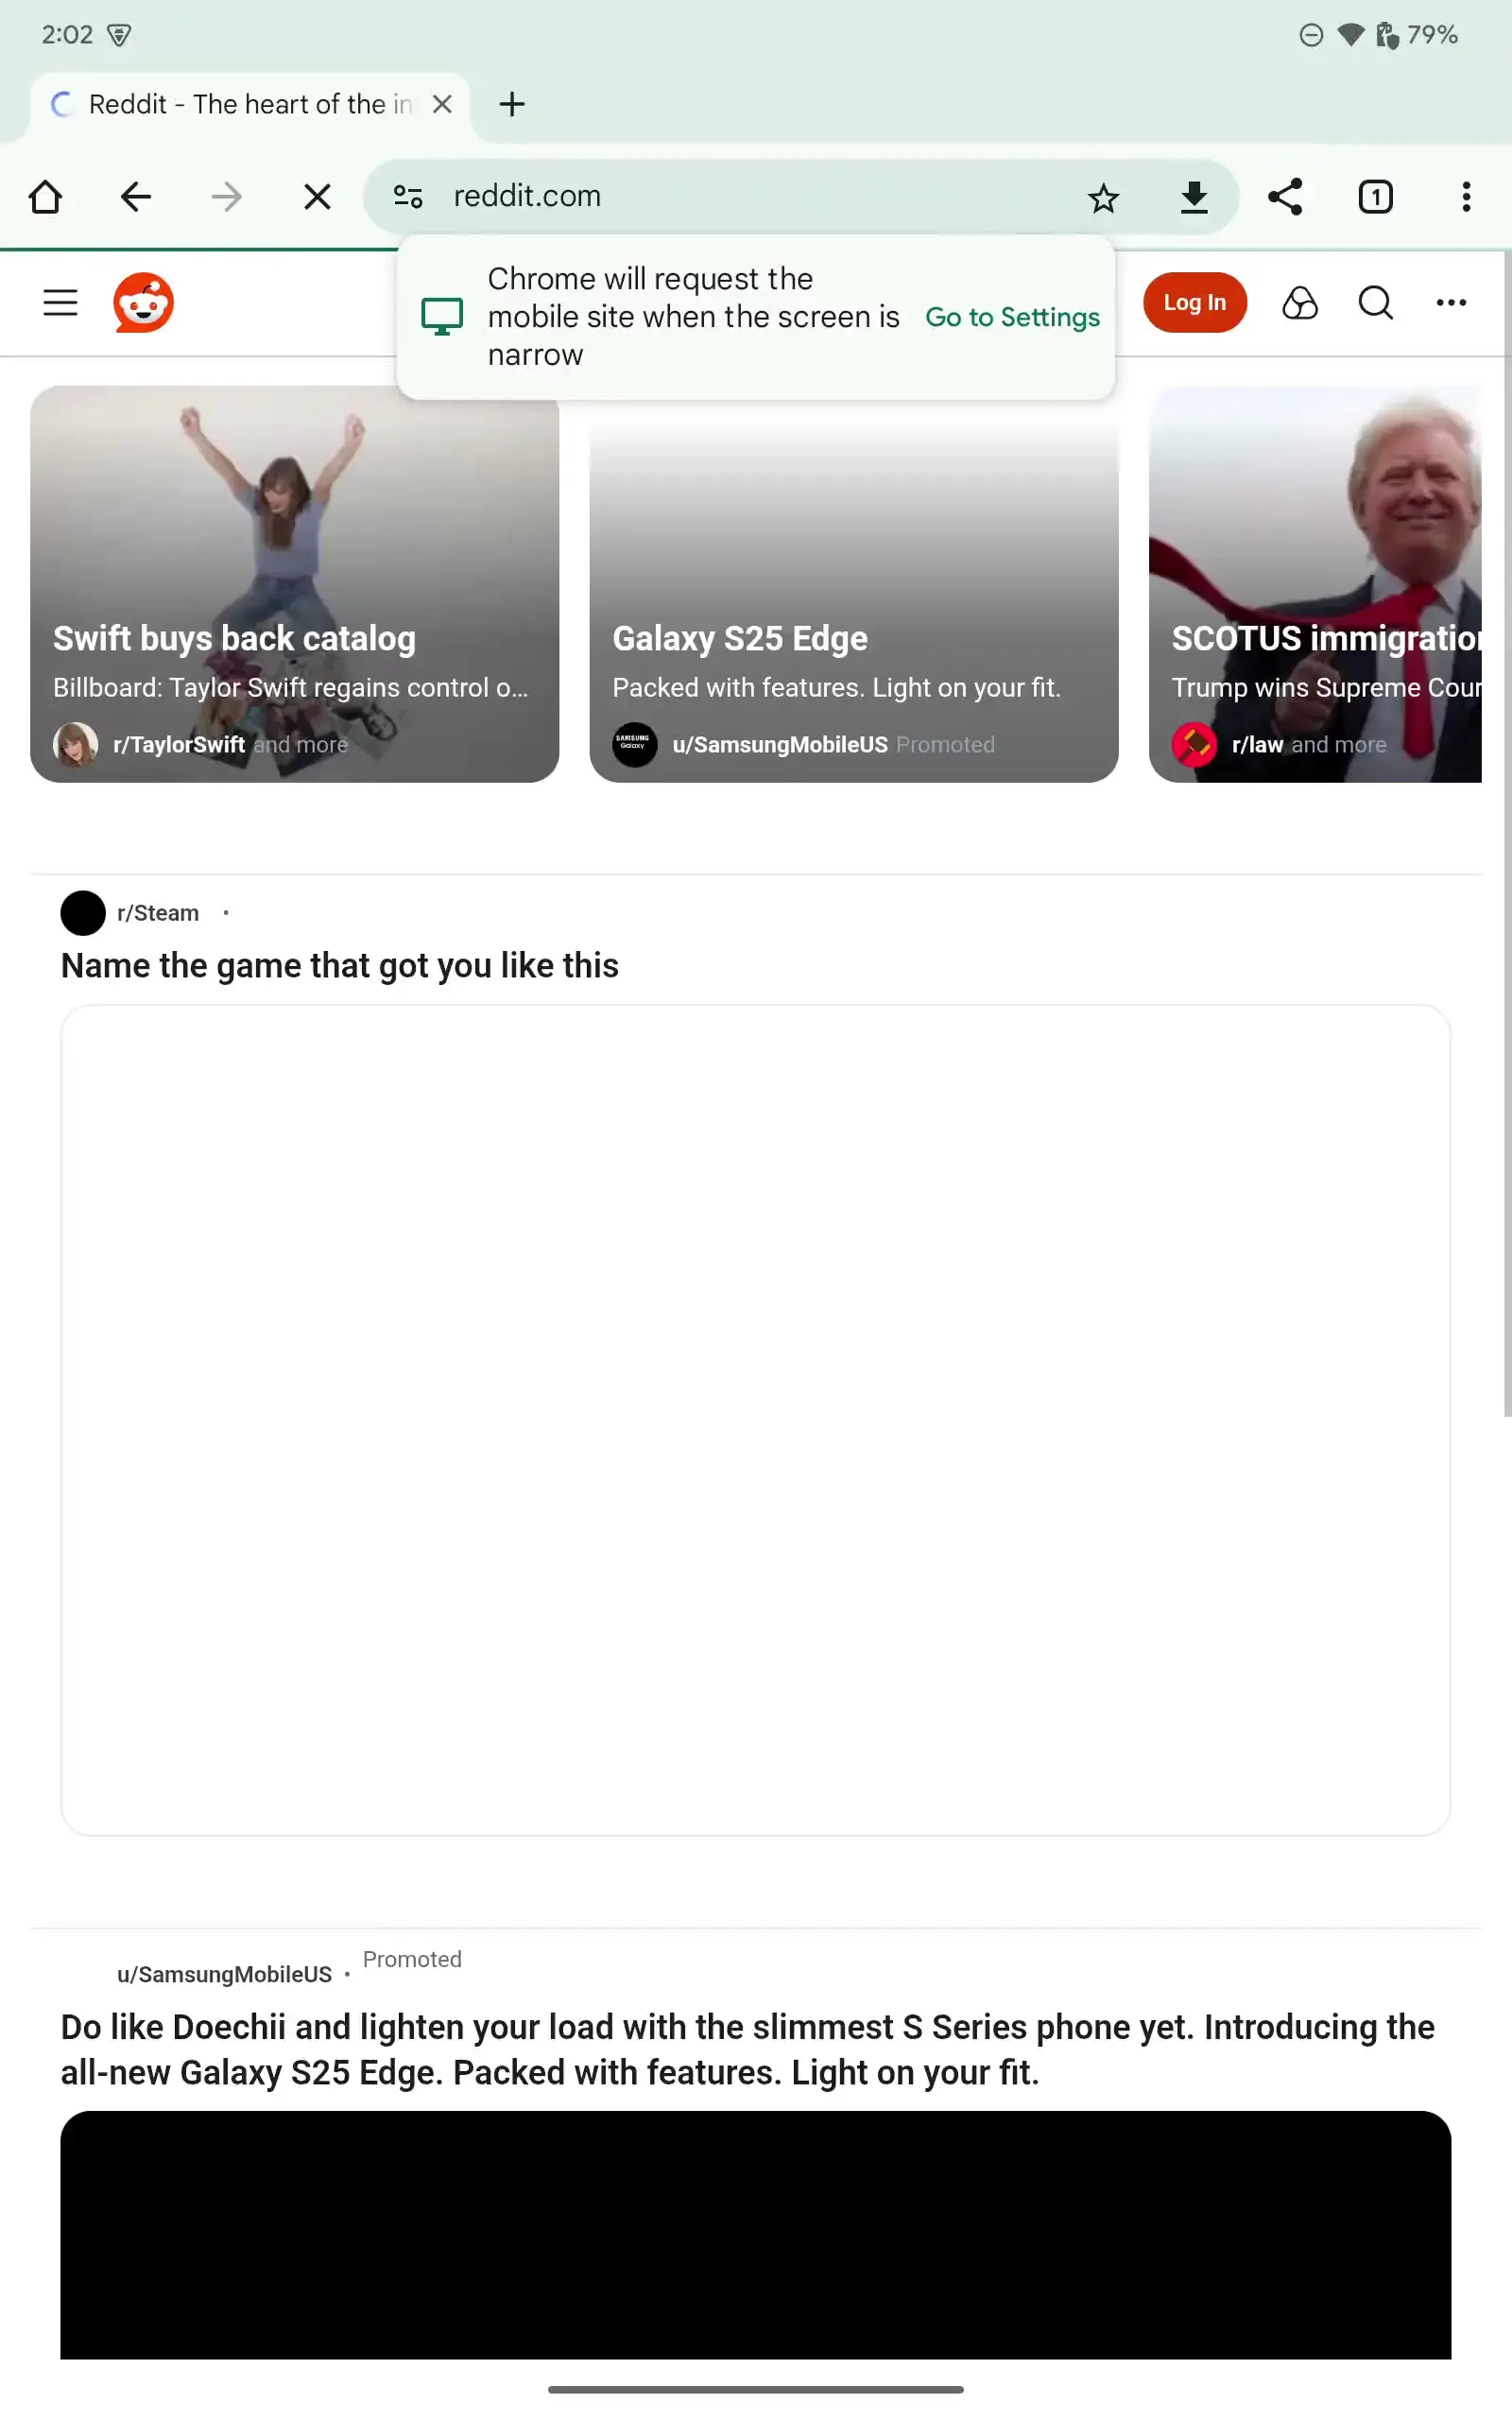 2:02
79%
Reddit - The heart of the in
reddit.com
1
Chrome will request the
mobile site when the screen is
narrow
Go to Settings
Log In
Swift buys back catalog
Billboard: Taylor Swift regains control o...
r/TaylorSwift and more
Galaxy S25 Edge
Packed with features. Light on your fit.
SAMSUNG
Galaxy
u/SamsungMobileUS Promoted
SCOTUS immigration
Trump wins Supreme Cour
r/law and more
r/Steam •
Name the game that got you like this
u/SamsungMobileUS • Promoted
Do like Doechii and lighten your load with the slimmest S Series phone yet. Introducing the
all-new Galaxy S25 Edge. Packed with features. Light on your fit.